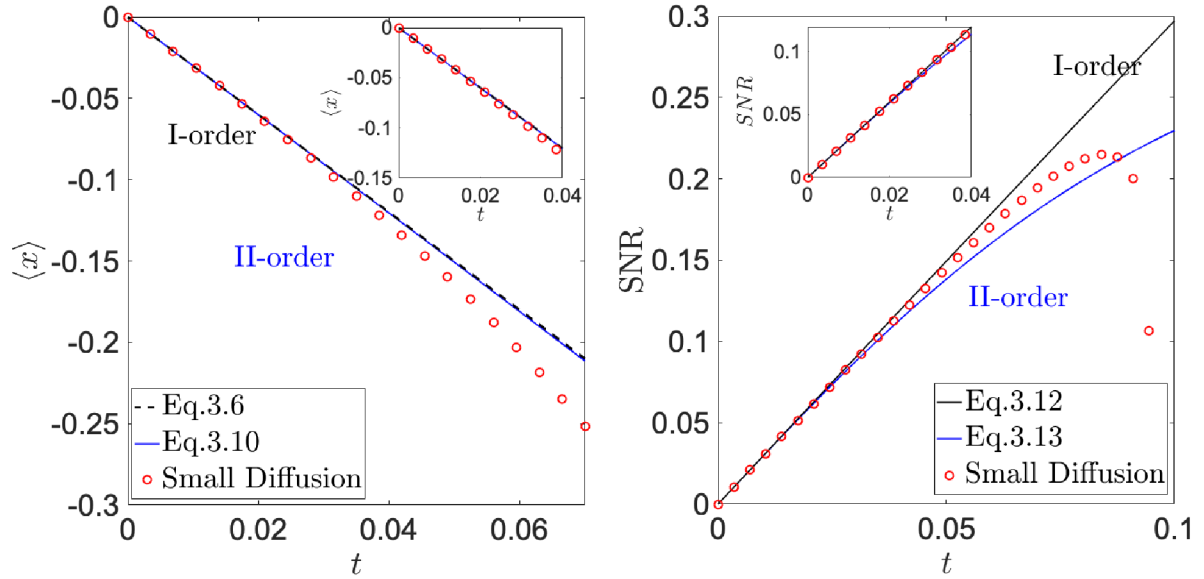 0
-0.05
-0.1
-0.15
-0.2
-0.25
-0.3
⟨x⟩
0
0.02
0.04
0.06
t
I-order
II-order
Eq.3.6
Eq.3.10
Small Diffusion
0
-0.05
-0.1
-0.15
⟨x⟩
0
0.02
0.04
t
0.3
0.25
0.2
0.15
0.1
0.05
0
SNR
0
0.05
0.1
t
I-order
II-order
Eq.3.12
Eq.3.13
Small Diffusion
0.1
0.05
0
SNR
0
0.02
0.04
t